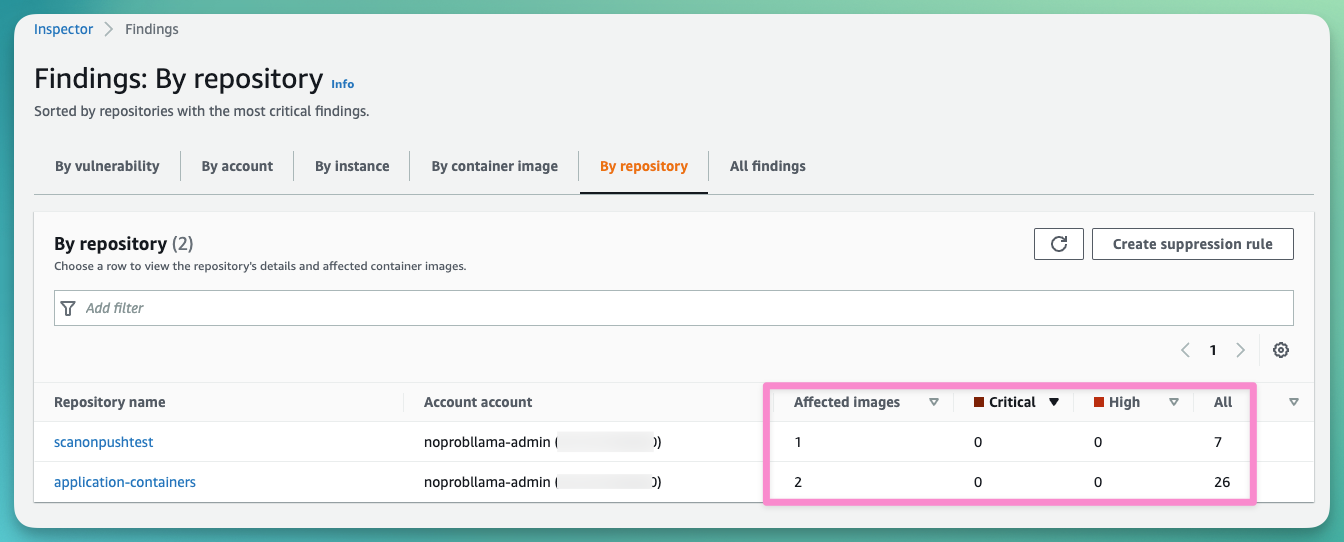 Inspector > Findings
Findings: By repository Info
Sorted by repositories with the most critical findings.
By vulnerability By account By instance By container image By repository All findings
By repository (2)
Create suppression rule
Choose a row to view the repository's details and affected container images.
Add filter
1
Repository name Account account Affected images Critical High All
scanonpushtest noprobllama-admin ( 0) 1 0 0 7
application-containers noprobllama-admin ( 0) 2 0 0 26